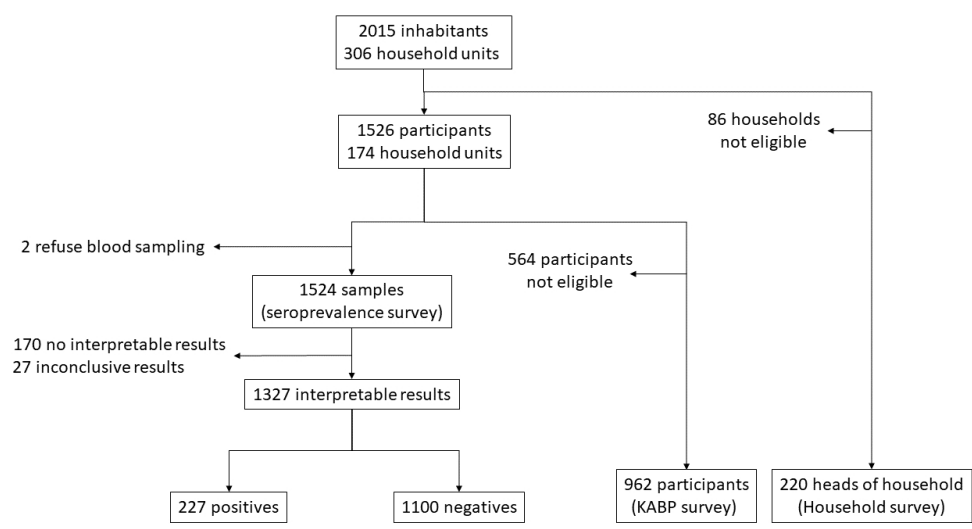 2015 inhabitants
306 household units
1526 participants
174 household units
86 households
not eligible
2 refuse blood sampling
564 participants
not eligible
1524 samples
(seroprevalence survey)
170 no interpretable results
27 inconclusive results
1327 interpretable results
227 positives
1100 negatives
962 participants
(KABP survey)
220 heads of household
(Household survey)